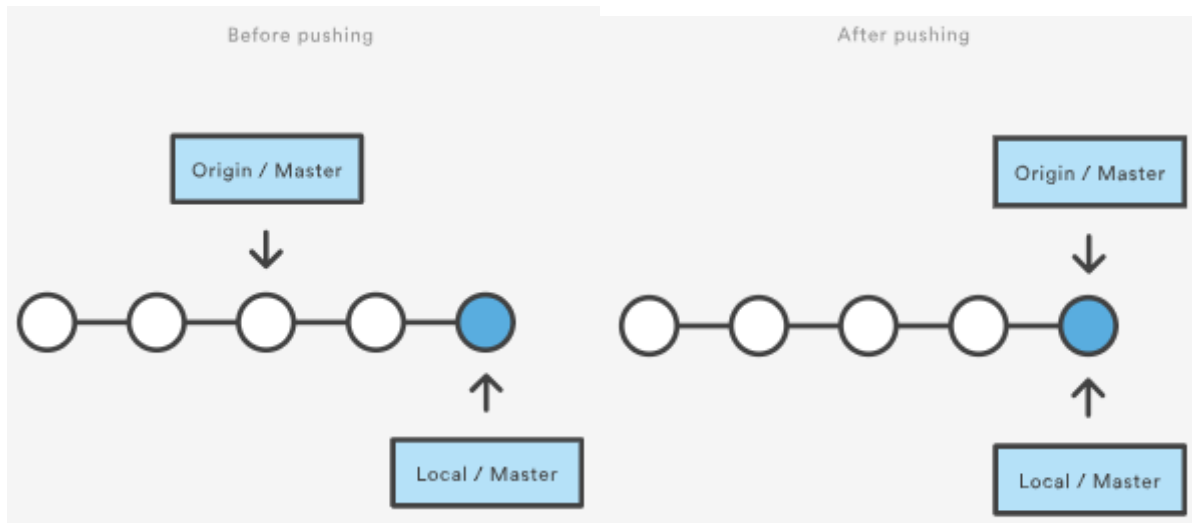 Before pushing
Origin / Master
Local / Master
After pushing
Origin / Master
Local / Master